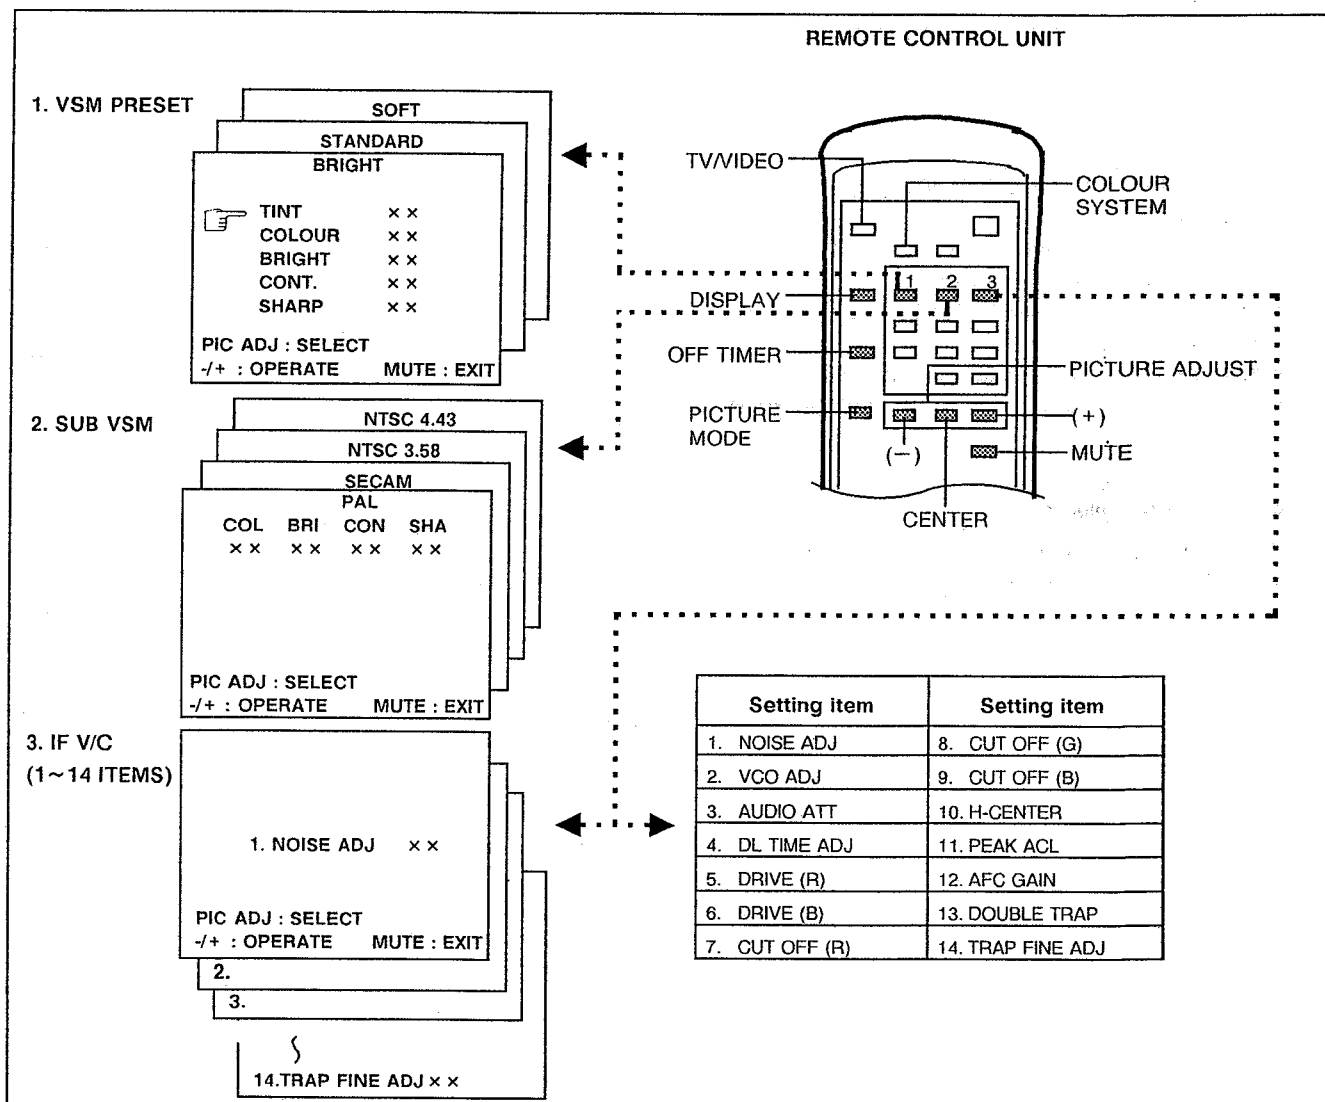 REMOTE CONTROL UNIT
1. VSM PRESET
SOFT
STANDARD
BRIGHT
TINT ××
COLOUR ××
BRIGHT ××
CONT. ××
SHARP ××
PIC ADJ : SELECT
-/+ : OPERATE MUTE : EXIT
2. SUB VSM
NTSC 4.43
NTSC 3.58
SECAM
PAL
COL BRI CON SHA
×× ×× ×× ××
PIC ADJ : SELECT
-/+ : OPERATE MUTE : EXIT
3. IF V/C
(1~14 ITEMS)
1. NOISE ADJ ××
PIC ADJ : SELECT
-/+ : OPERATE MUTE : EXIT
2.
3.
14.TRAP FINE ADJ ××
TV/VIDEO
COLOUR
SYSTEM
1 2 3
DISPLAY
OFF TIMER
PICTURE ADJUST
PICTURE
MODE
(+)
(−)
MUTE
CENTER
Setting item Setting item
1. NOISE ADJ 8. CUT OFF (G)
2. VCO ADJ 9. CUT OFF (B)
3. AUDIO ATT 10. H-CENTER
4. DL TIME ADJ 11. PEAK ACL
5. DRIVE (R) 12. AFC GAIN
6. DRIVE (B) 13. DOUBLE TRAP
7. CUT OFF (R) 14. TRAP FINE ADJ